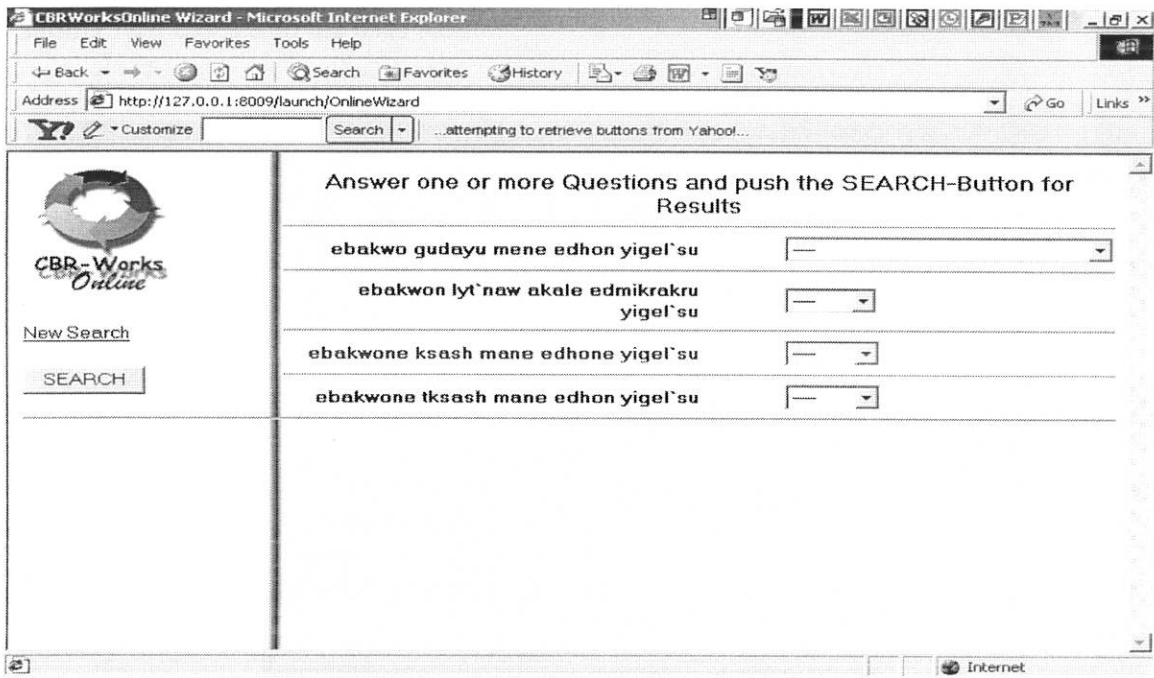 CBRWorksOnline Wizard - Microsoft Internet Explorer
File Edit View Favorites Tools Help
Back Search Favorites History
Address http://127.0.0.1:8009/launch/OnlineWizard Go Links »
Y! Customize Search ...attempting to retrieve buttons from Yahoo!...
CBR-Works
Online
New Search
SEARCH
Answer one or more Questions and push the SEARCH-Button for
Results
ebakwo gudayu mene edhon yigel`su ----
ebakwon lyt`naw akale edmikrakru
yigel`su ----
ebakwone ksash mane edhone yigel`su ----
ebakwone tksash mane edhon yigel`su ----
Internet